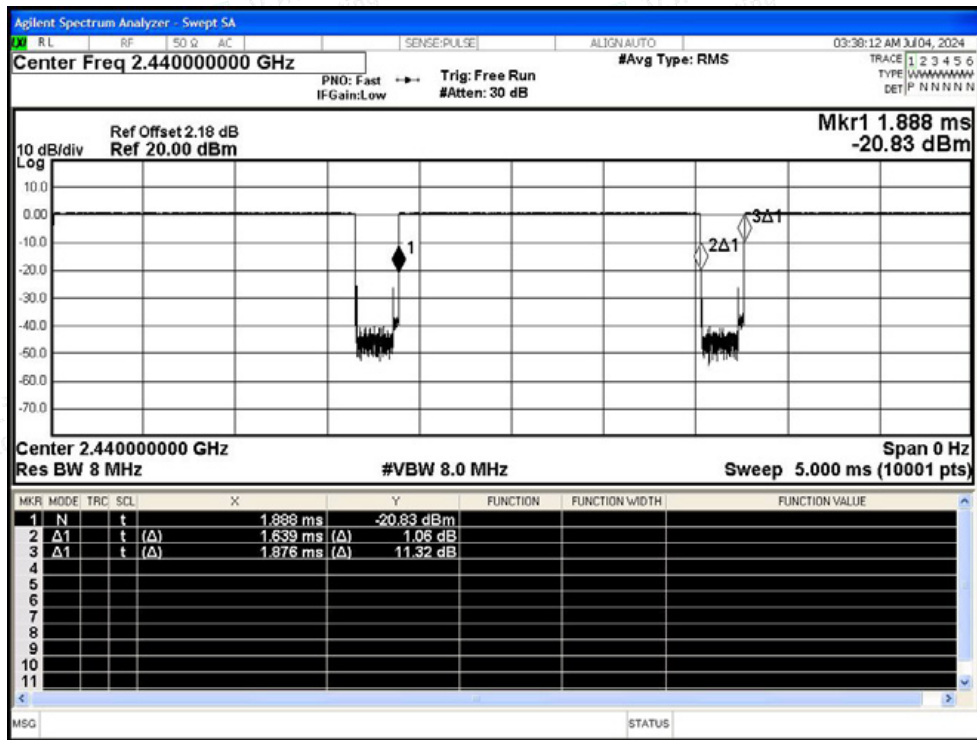 Agilent Spectrum Analyzer - Swept SA
RL RF 50 Ω AC SENSE:PULSE ALIGNAUTO 03:38:12 AM Jul 04, 2024
Center Freq 2.440000000 GHz #Avg Type: RMS TRACE 1 2 3 4 5 6
PNO: Fast Trig: Free Run TYPE WWWWWW
IFGain:Low #Atten: 30 dB DET P N N N N N
Mkr1 1.888 ms
Ref Offset 2.18 dB
10 dB/div Ref 20.00 dBm -20.83 dBm
Log
10.0
0.00
3Δ1
-10.0
1
2Δ1
-20.0
-30.0
-40.0
-50.0
-60.0
-70.0
Center 2.440000000 GHz Span 0 Hz
Res BW 8 MHz #VBW 8.0 MHz Sweep 5.000 ms (10001 pts)
MKR MODE TRC SCL X Y FUNCTION FUNCTION WIDTH FUNCTION VALUE
1 N t 1.888 ms -20.83 dBm
2 Δ1 t (Δ) 1.639 ms (Δ) 1.06 dB
3 Δ1 t (Δ) 1.876 ms (Δ) 11.32 dB
4
5
6
7
8
9
10
11
MSG STATUS